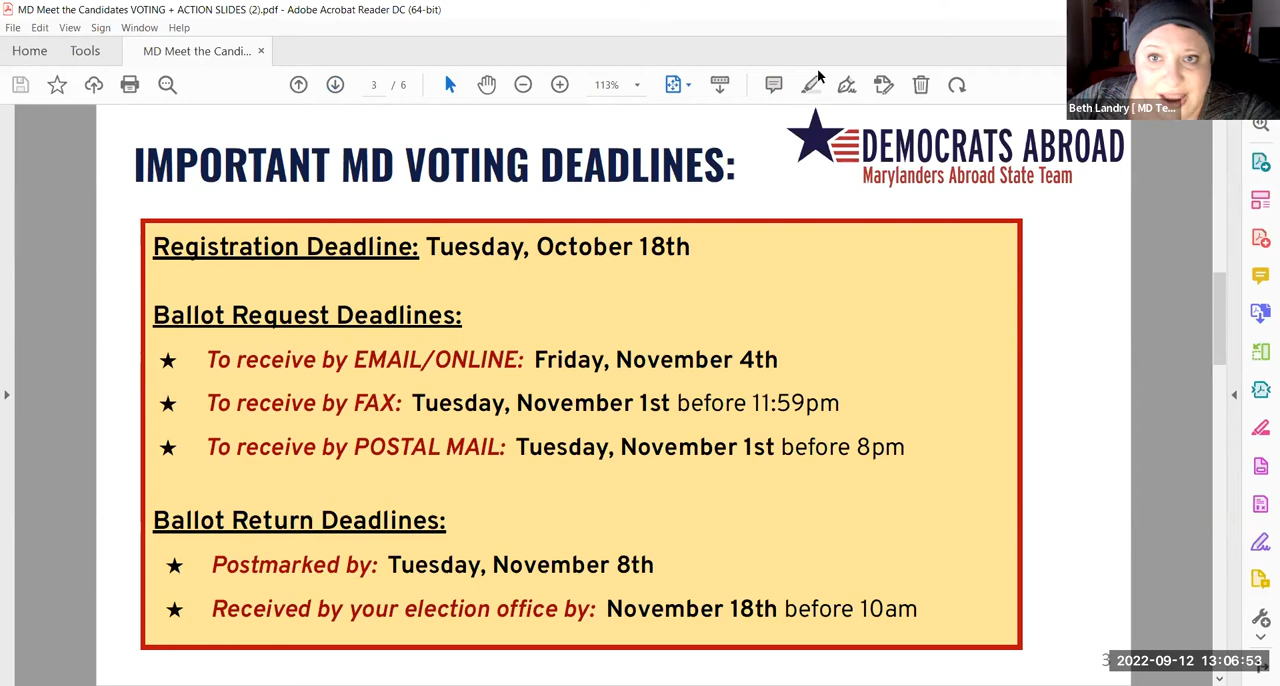 MD Meet the Candidates VOTING + ACTION SLIDES (2).pdf - Adobe Acrobat Reader DC (64-bit)
File Edit View Sign Window Help
Home Tools MD Meet the Candi... ×
3 / 6 113%
Beth Landry [ MD Te...
DEMOCRATS ABROAD
Marylanders Abroad State Team
IMPORTANT MD VOTING DEADLINES:
Registration Deadline: Tuesday, October 18th
Ballot Request Deadlines:
★ To receive by EMAIL/ONLINE: Friday, November 4th
★ To receive by FAX: Tuesday, November 1st before 11:59pm
★ To receive by POSTAL MAIL: Tuesday, November 1st before 8pm
Ballot Return Deadlines:
★ Postmarked by: Tuesday, November 8th
★ Received by your election office by: November 18th before 10am
3
2022-09-12 13:06:53